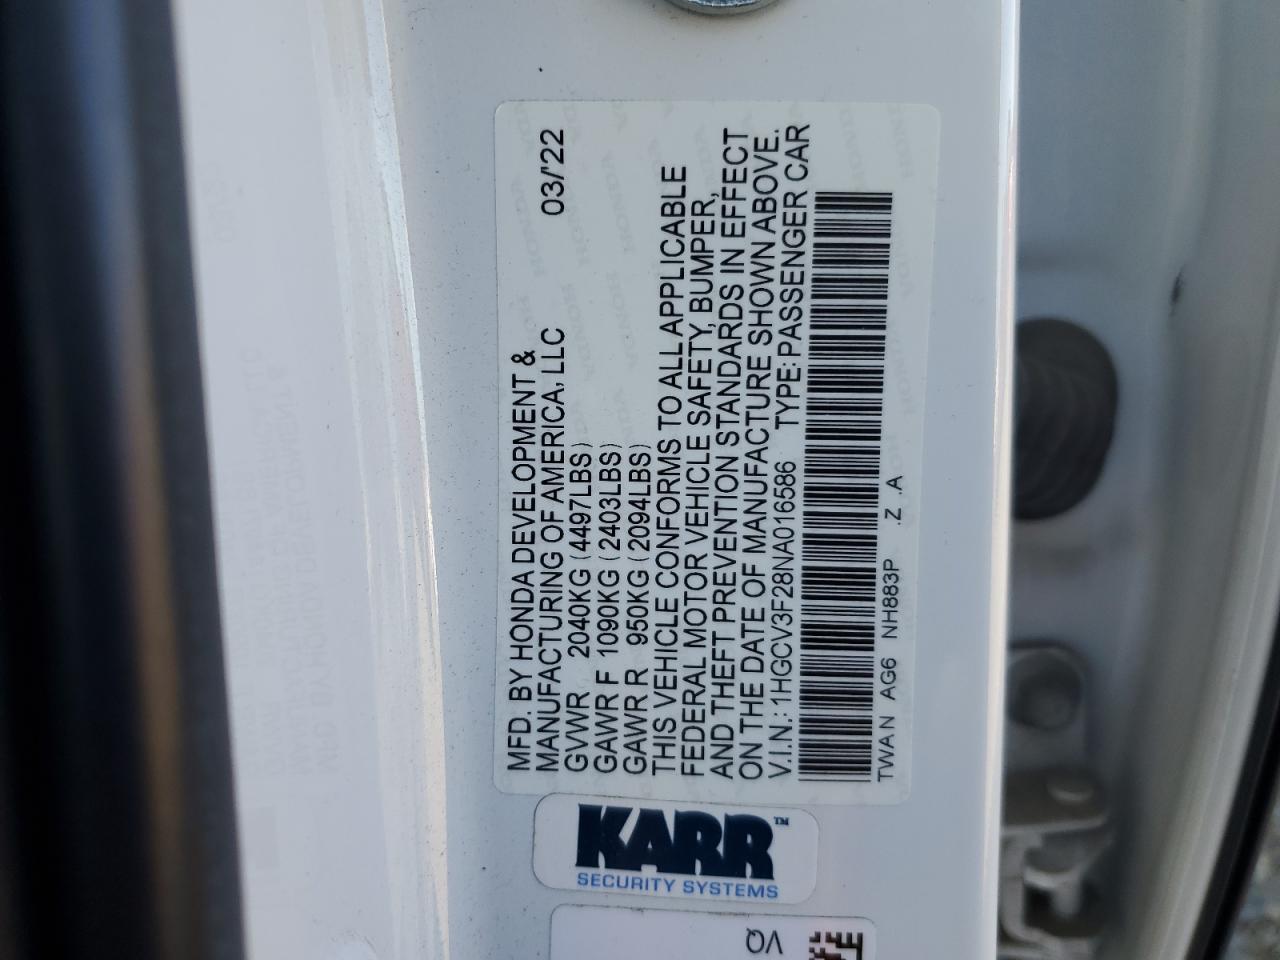 MFD. BY HONDA DEVELOPMENT &
MANUFACTURING OF AMERICA, LLC 03/'22
GVWR 2040KG (4497LBS)
GAWR F 1090KG (2403LBS)
GAWR R 950KG (2094LBS)
THIS VEHICLE CONFORMS TO ALL APPLICABLE
FEDERAL MOTOR VEHICLE SAFETY, BUMPER,
AND THEFT PREVENTION STANDARDS IN EFFECT
ON THE DATE OF MANUFACTURE SHOWN ABOVE.
V.I.N.: 1HGCV3F28NA016586 TYPE: PASSENGER CAR
TWA N AG6 NH883P .Z .A
KARR™
SECURITY SYSTEMS
VQ